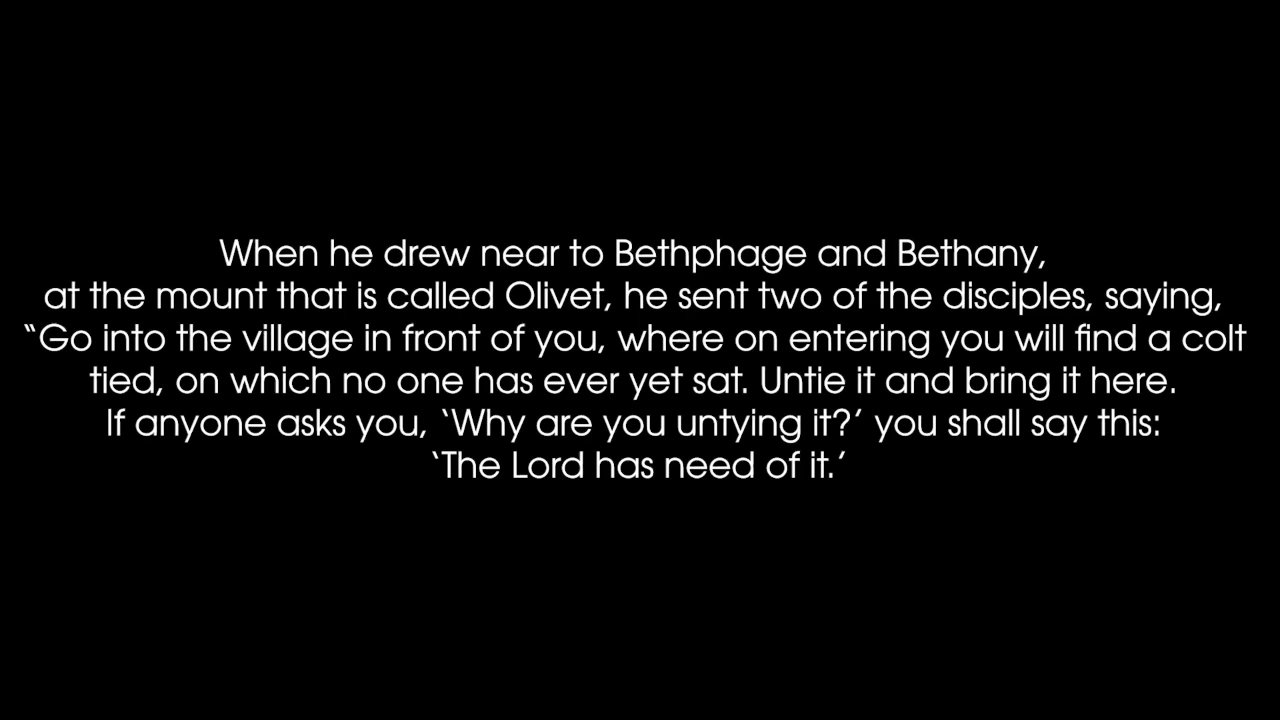 When he drew near to Bethphage and Bethany,
at the mount that is called Olivet, he sent two of the disciples, saying,
“Go into the village in front of you, where on entering you will find a colt
tied, on which no one has ever yet sat. Untie it and bring it here.
If anyone asks you, ‘Why are you untying it?’ you shall say this:
‘The Lord has need of it.’